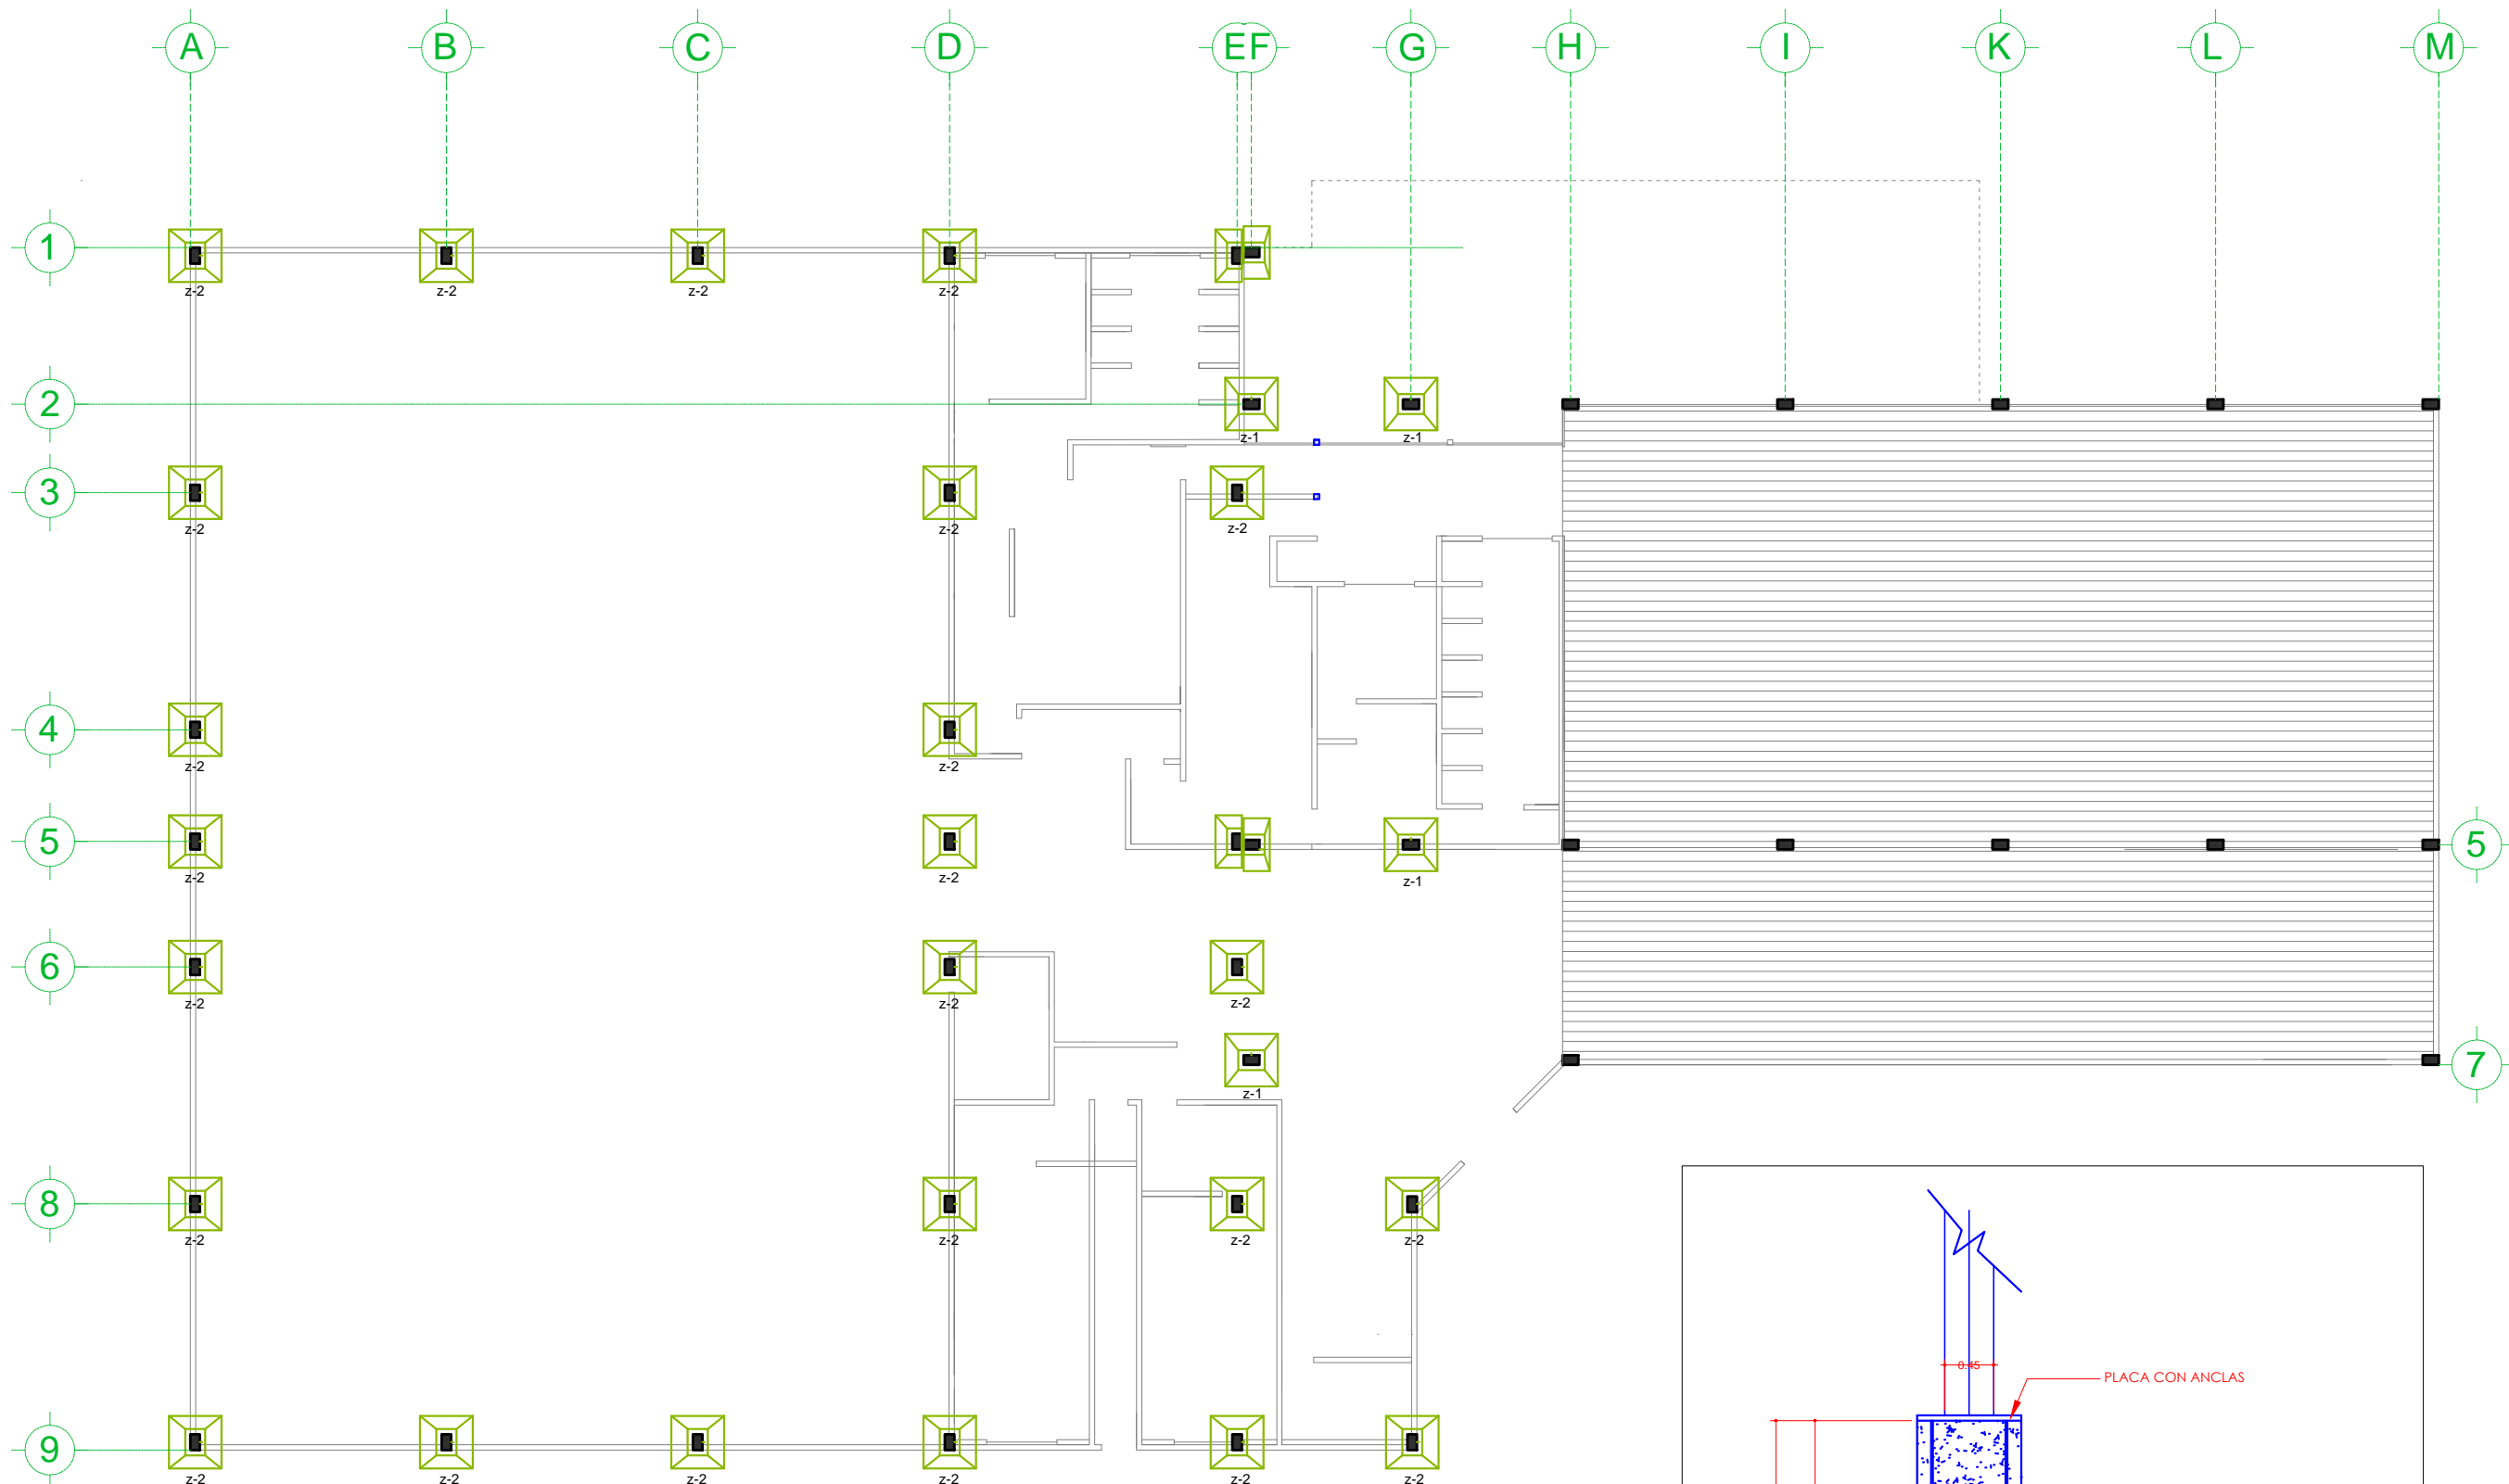 A B C D E F G H I K L M
1
z-2 z-2 z-2 z-2
2
z-1 z-1
3
z-2 z-2 z-2
4
z-2 z-2
5 5
z-2 z-2 z-1
6
z-2 z-2 z-2
7
z-1
8
z-2 z-2 z-2 z-2
0.45
PLACA CON ANCLAS
9
z-2 z-2 z-2 z-2 z-2 z-2